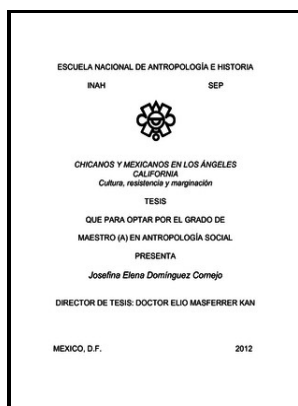 ESCUELA NACIONAL DE ANTROPOLOGÍA E HISTORIA
INAH SEP
CHICANOS Y MEXICANOS EN LOS ÁNGELES
CALIFORNIA
Cultura, resistencia y marginación
TESIS
QUE PARA OPTAR POR EL GRADO DE
MAESTRO (A) EN ANTROPOLOGÍA SOCIAL
PRESENTA
Josefina Elena Domínguez Cornejo
DIRECTOR DE TESIS: DOCTOR ELIO MASFERRER KAN
MEXICO, D.F. 2012